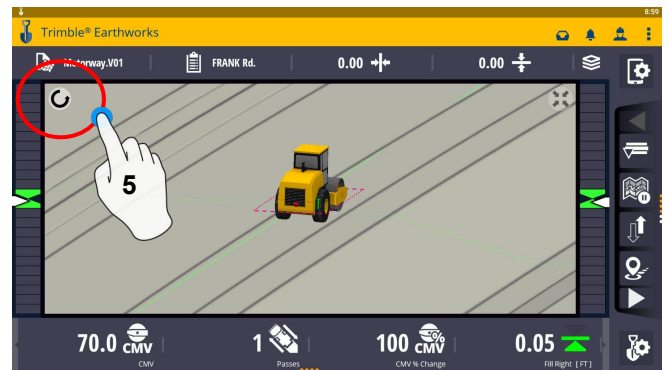 8:59
Trimble® Earthworks
Motorway.V01
FRANK Rd.
0.00
0.00
5
70.0 CMV
CMV
1
Passes
100 CMV
CMV % Change
0.05
Fill Right [FT]